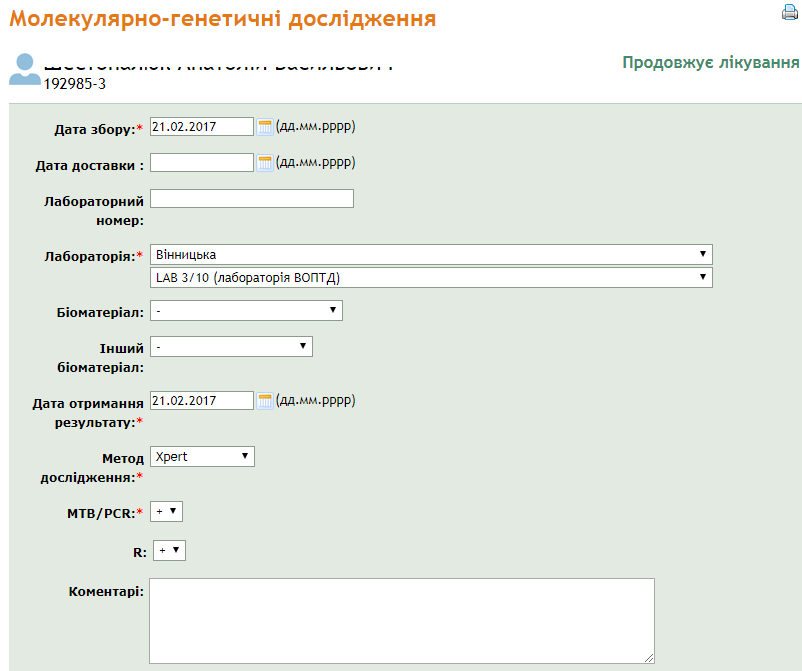 Молекулярно-генетичні дослідження
192985-3
Продовжує лікування
Дата збору:* 21.02.2017 (дд.мм.рррр)
Дата доставки : (дд.мм.рррр)
Лабораторний
номер:
Лабораторія:* Вінницька
LAB 3/10 (лабораторія ВОПТД)
Біоматеріал: -
Інший -
біоматеріал:
Дата отримання 21.02.2017 (дд.мм.рррр)
результату:*
Метод Xpert
дослідження:*
MTB/PCR:* +
R: +
Коментарі: